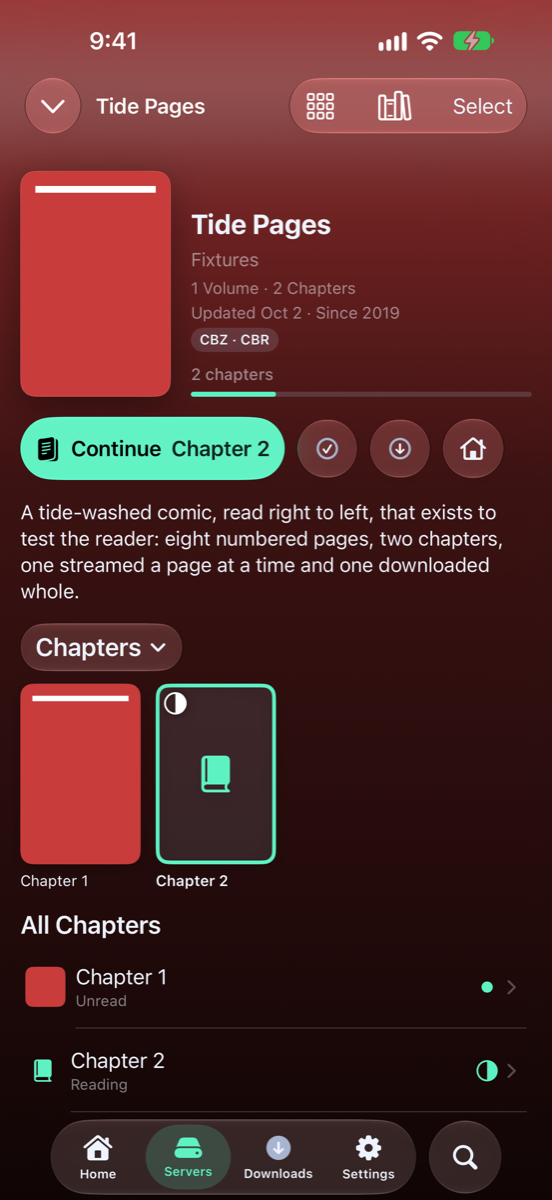 9:41
Tide Pages
Select
Tide Pages
Fixtures
1 Volume · 2 Chapters
Updated Oct 2 · Since 2019
CBZ · CBR
2 chapters
Continue Chapter 2
A tide-washed comic, read right to left, that exists to
test the reader: eight numbered pages, two chapters,
one streamed a page at a time and one downloaded
whole.
Chapters
Chapter 1
Chapter 2
All Chapters
Chapter 1
Unread
Chapter 2
Reading
Home
Servers
Downloads
Settings